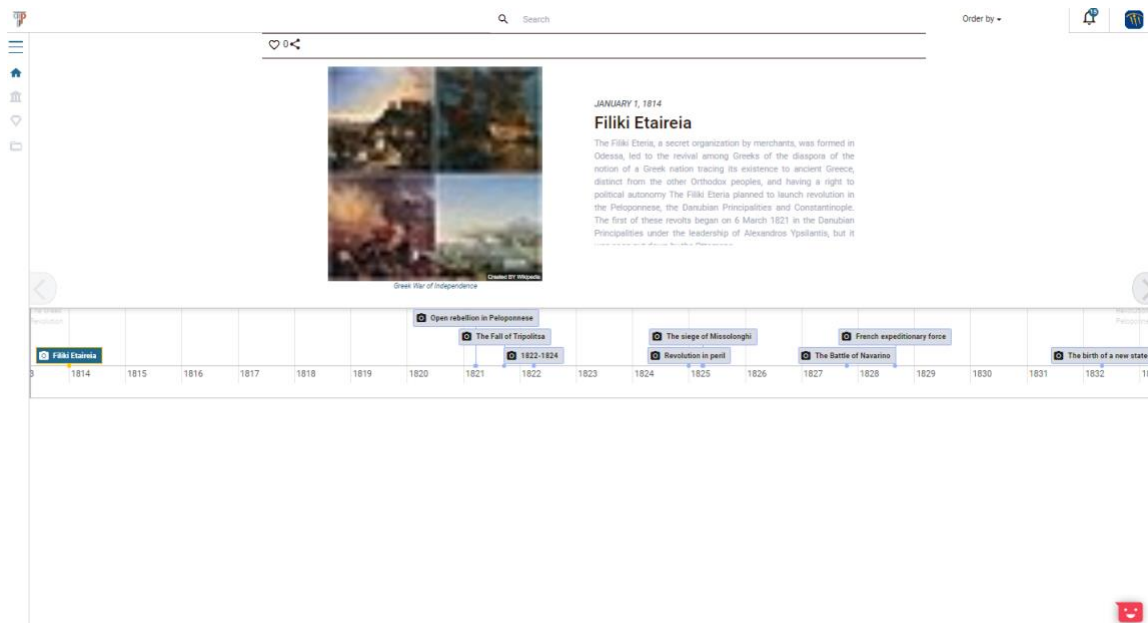 Search
Order by
15
0
JANUARY 1, 1814
Filiki Etaireia
The Filiki Eteria, a secret organization by merchants, was formed in
Odessa, led to the revival among Greeks of the diaspora of the
notion of a Greek nation tracing its existence to ancient Greece,
distinct from the other Orthodox peoples, and having a right to
political autonomy The Filiki Eteria planned to launch revolution in
the Peloponnese, the Danubian Principalities and Constantinople.
The first of these revolts began on 6 March 1821 in the Danubian
Principalities under the leadership of Alexandros Ypsilantis, but it
Created BY Wikipedia
Greek War of Independence
The Greek
Revolution
Open rebellion in Peloponnese
The Fall of Tripolitsa
The siege of Missolonghi
French expeditionary force
Filiki Etaireia
1822-1824
Revolution in peril
The Battle of Navarino
The birth of a new state
3 1814 1815 1816 1817 1818 1819 1820 1821 1822 1823 1824 1825 1826 1827 1828 1829 1830 1831 1832